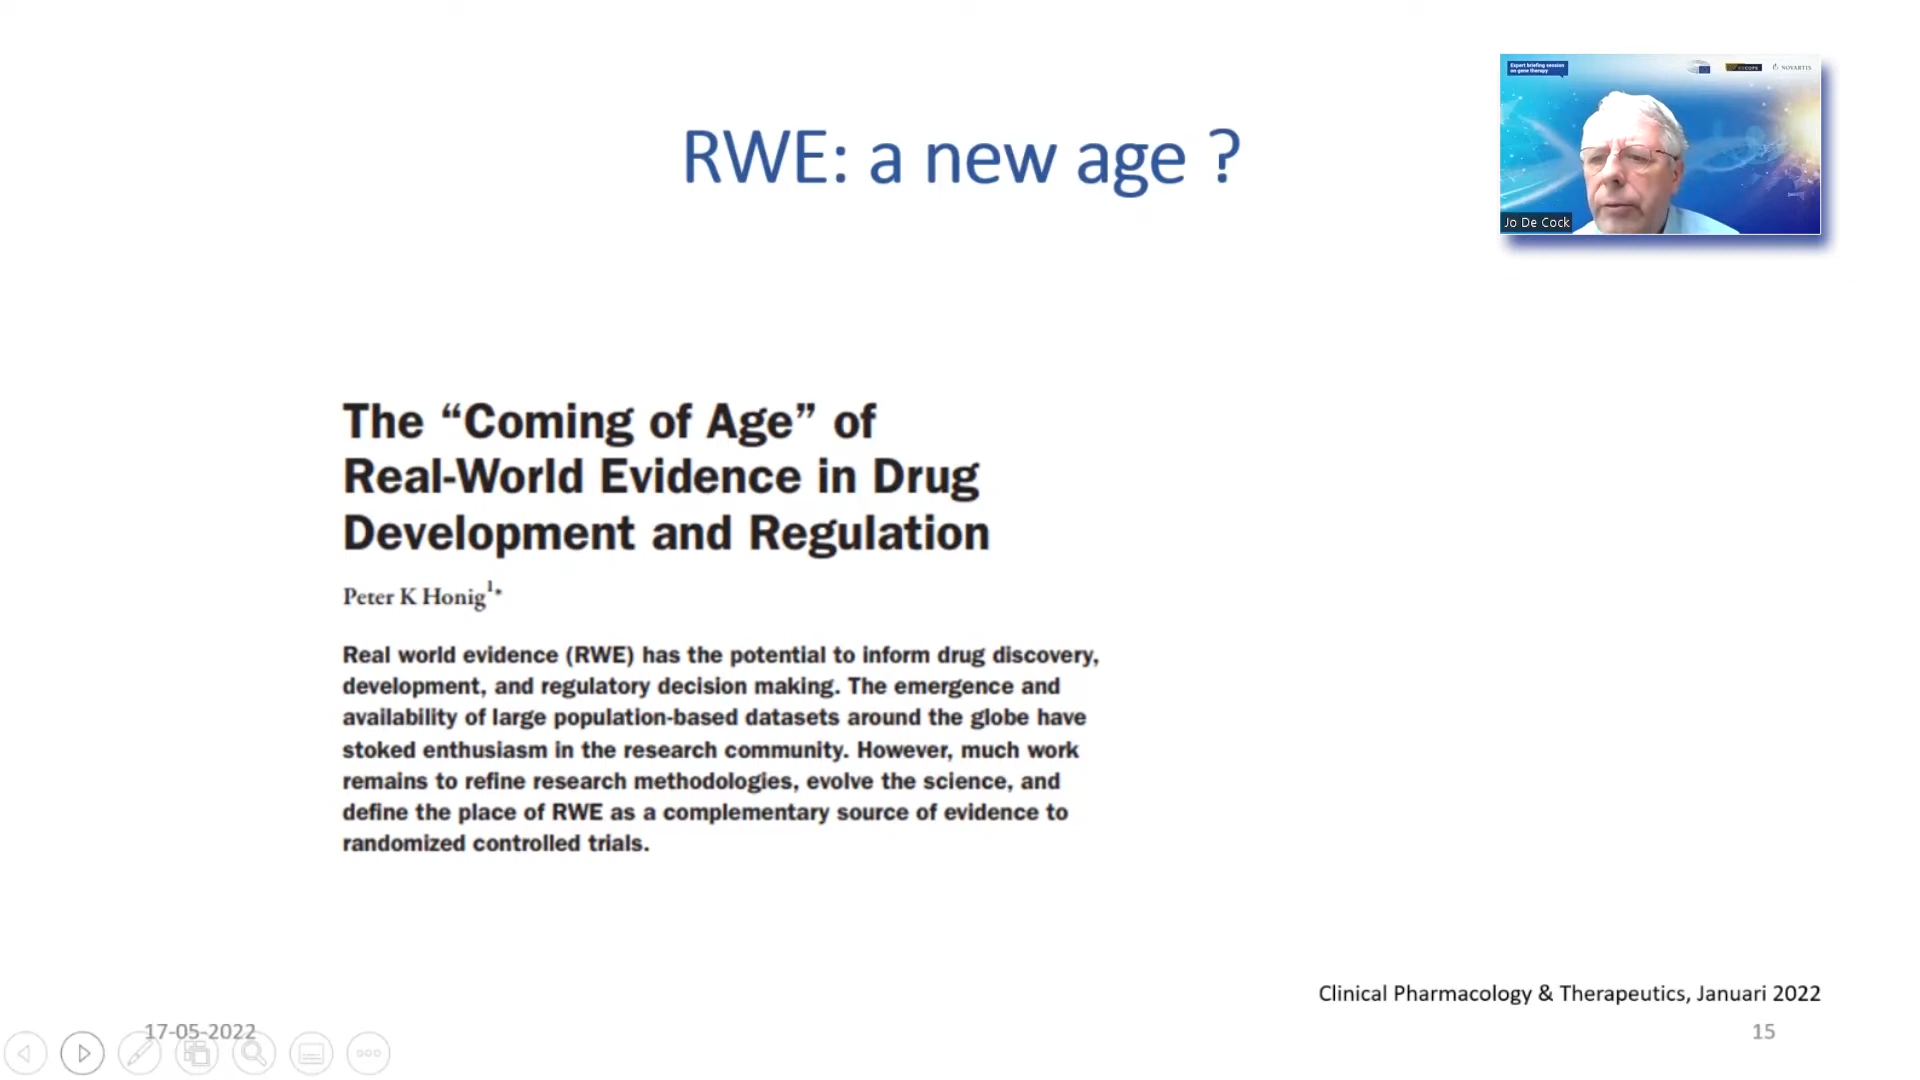 RWE: a new age ?
Expert briefing session
on gene therapy
NOVARTIS
Jo De Cock
The “Coming of Age” of
Real-World Evidence in Drug
Development and Regulation
Peter K Honig1*
Real world evidence (RWE) has the potential to inform drug discovery,
development, and regulatory decision making. The emergence and
availability of large population-based datasets around the globe have
stoked enthusiasm in the research community. However, much work
remains to refine research methodologies, evolve the science, and
define the place of RWE as a complementary source of evidence to
randomized controlled trials.
Clinical Pharmacology & Therapeutics, Januari 2022
17-05-2022
15